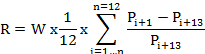 R = W x 1/12 x ∑_{i=1…n}^{n=12} (P_{i+1} − P_{i+13})/P_{i+13}